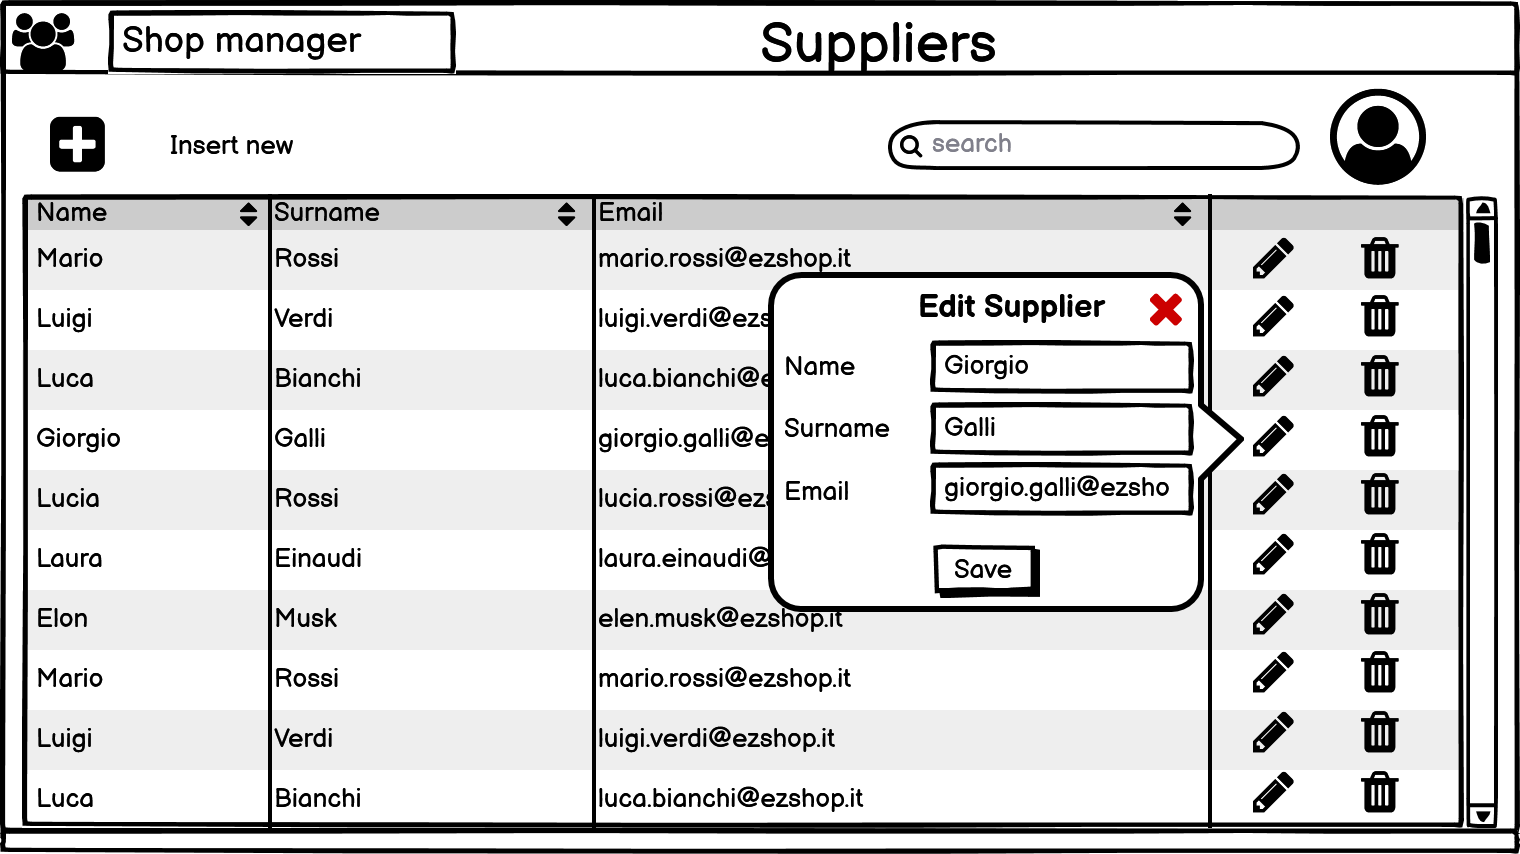 Shop manager
Suppliers
Insert new
search
Name Surname Email
Mario Rossi mario.rossi@ezshop.it
Luigi Verdi luigi.verdi@ezs
Luca Bianchi luca.bianchi@e
Giorgio Galli giorgio.galli@e
Lucia Rossi lucia.rossi@ezs
Laura Einaudi laura.einaudi@
Elon Musk elen.musk@ezshop.it
Mario Rossi mario.rossi@ezshop.it
Luigi Verdi luigi.verdi@ezshop.it
Luca Bianchi luca.bianchi@ezshop.it
Edit Supplier
Name Giorgio
Surname Galli
Email giorgio.galli@ezsho
Save